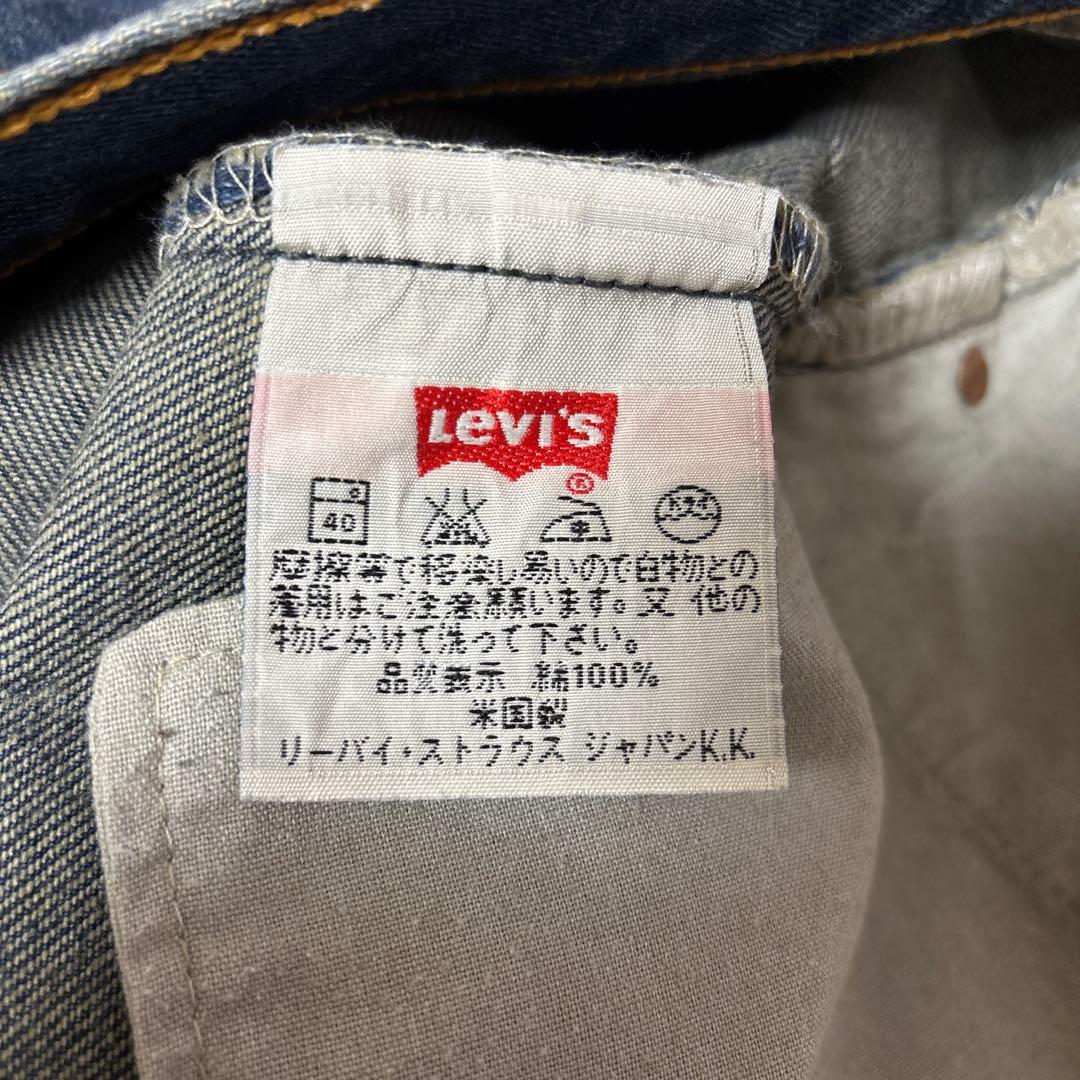 Levi's
®
40
ドライ
摩擦等で移染し易いので白物との
着用はご注意願います。又 他の
物と分けて洗って下さい。
品質表示 綿100%
米国製
リーバイ・ストラウス ジャパンK.K.